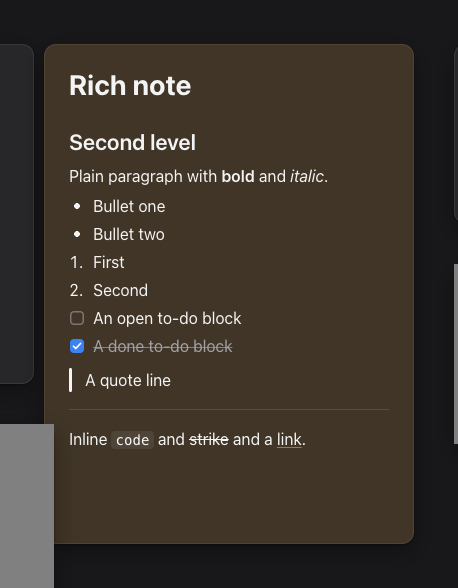 Rich note
Second level
Plain paragraph with bold and italic.
• Bullet one
• Bullet two
1. First
2. Second
An open to-do block
A done to-do block
A quote line
Inline code and strike and a link.